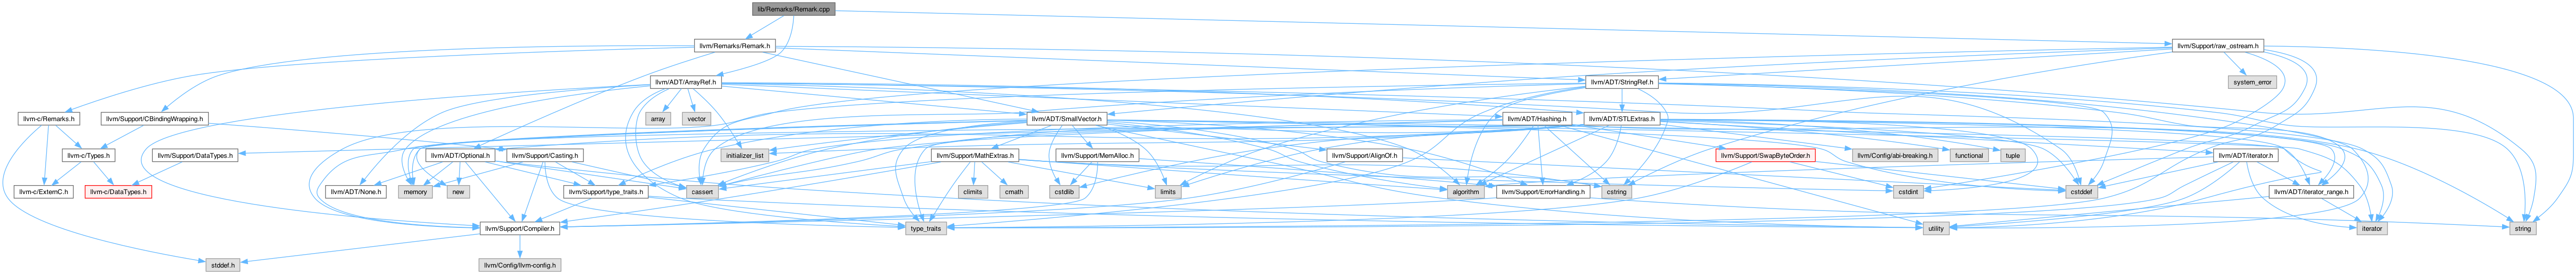 lib/Remarks/Remark.cpp
llvm/Remarks/Remark.h
llvm/Support/raw_ostream.h
llvm/ADT/ArrayRef.h
llvm/ADT/StringRef.h
system_error
llvm-c/Remarks.h
llvm/Support/CBindingWrapping.h
array
vector
llvm/ADT/SmallVector.h
llvm/ADT/Hashing.h
llvm/ADT/STLExtras.h
llvm-c/Types.h
llvm/Support/DataTypes.h
llvm/ADT/Optional.h
llvm/Support/Casting.h
initializer_list
llvm/Support/MathExtras.h
llvm/Support/MemAlloc.h
llvm/Support/AlignOf.h
llvm/Support/SwapByteOrder.h
llvm/Config/abi-breaking.h
functional
tuple
llvm/ADT/iterator.h
llvm-c/ExternC.h
llvm-c/DataTypes.h
llvm/ADT/None.h
memory
new
llvm/Support/type_traits.h
cassert
climits
cmath
cstdlib
limits
algorithm
llvm/Support/ErrorHandling.h
cstring
cstdint
cstddef
llvm/ADT/iterator_range.h
llvm/Support/Compiler.h
type_traits
utility
iterator
string
stddef.h
llvm/Config/llvm-config.h